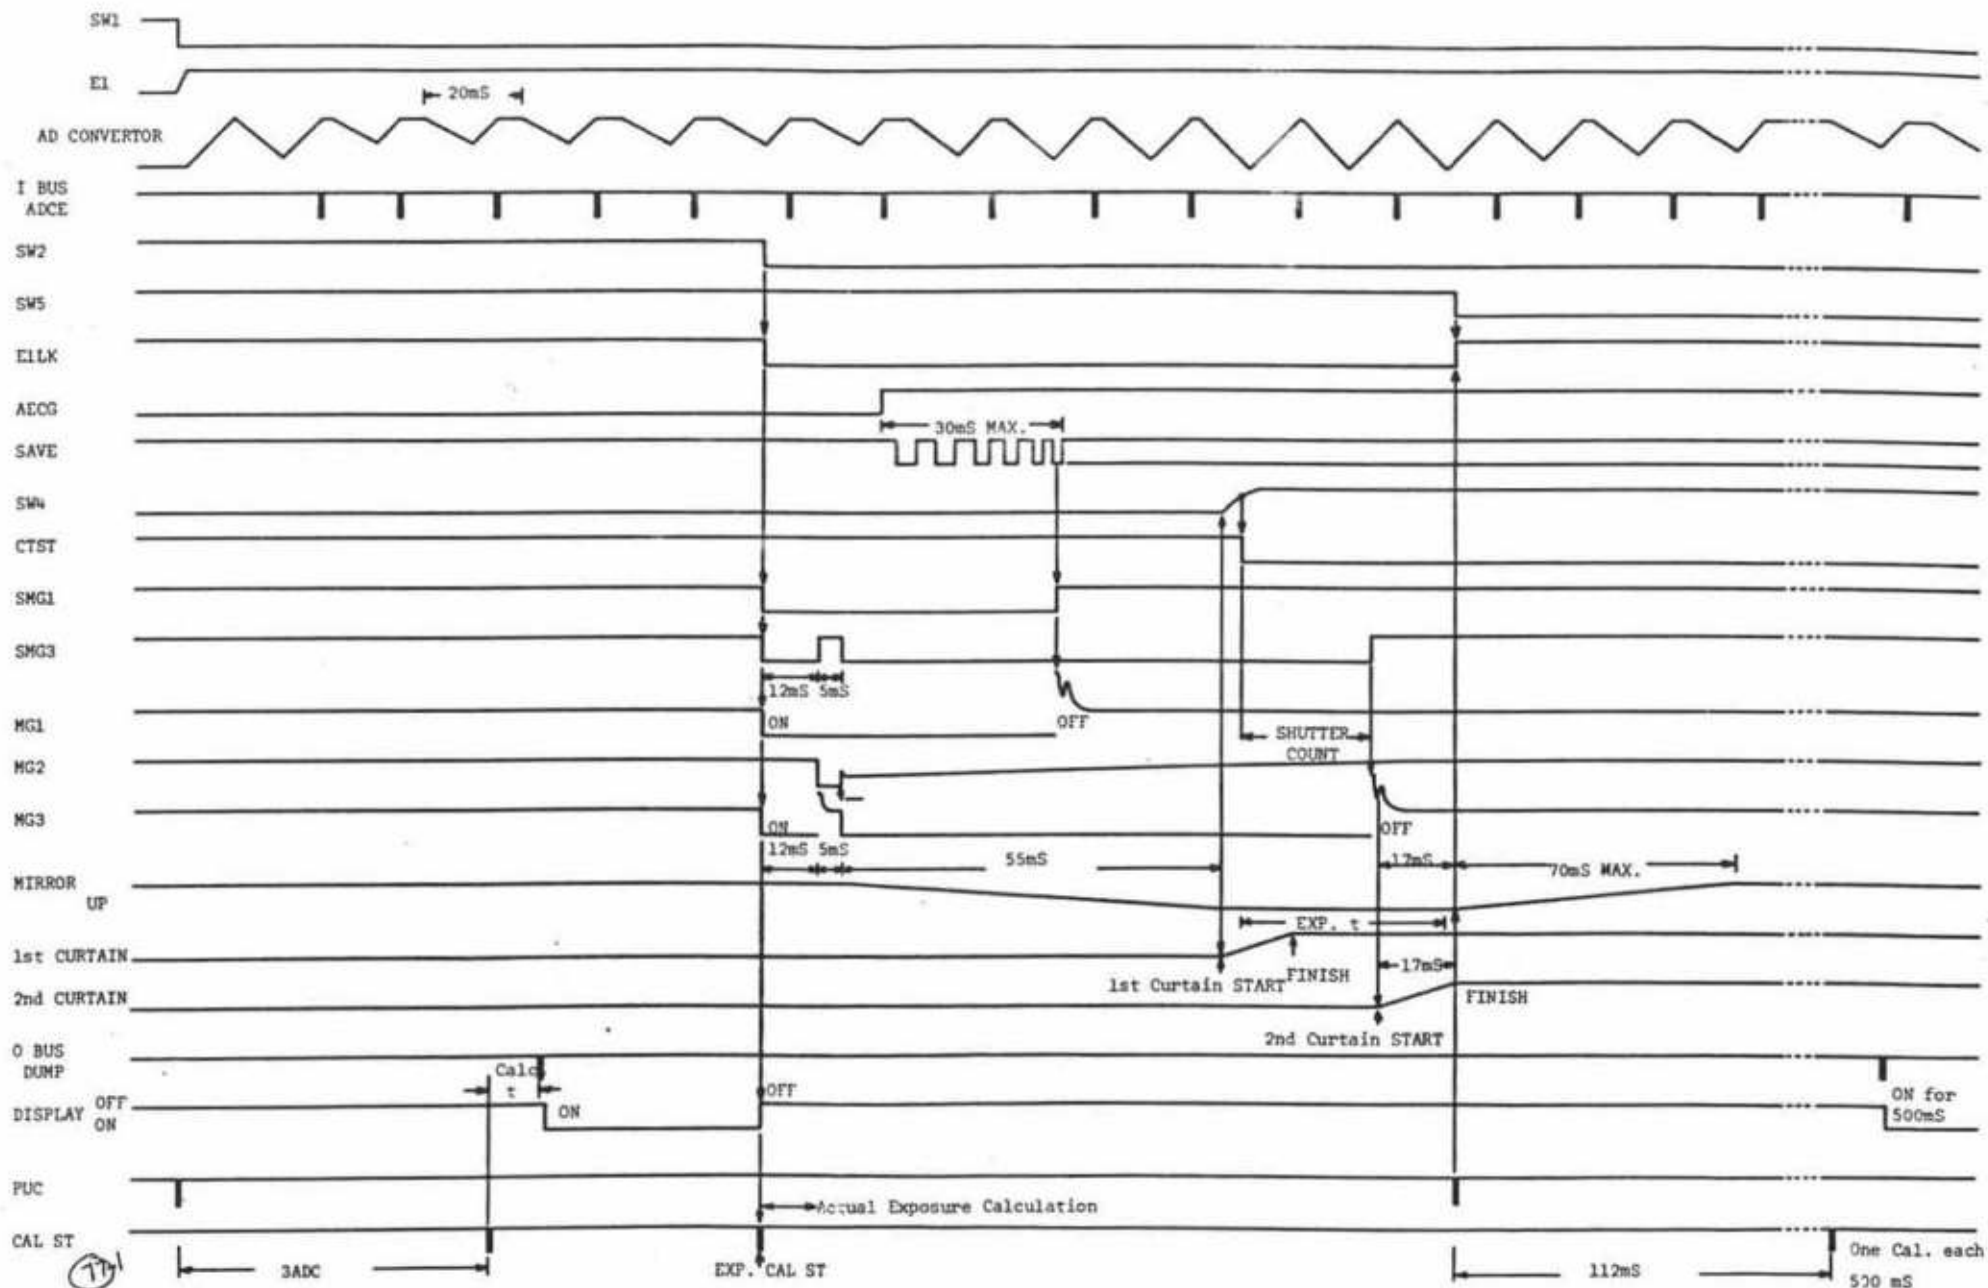 SW1
E1
20mS
AD CONVERTOR
I BUS
ADCE
SW2
SW5
E1LK
AECG
30mS MAX.
SAVE
SW4
CTST
SMG1
SMG3
12mS 5mS
MG1
ON
OFF
SHUTTER
COUNT
MG2
MG3
ON
OFF
12mS 5mS
55mS
17mS
70mS MAX.
MIRROR
UP
EXP. t
1st CURTAIN
1st Curtain START
FINISH
17mS
2nd CURTAIN
FINISH
2nd Curtain START
O BUS
DUMP
Calc
t
OFF
DISPLAY OFF
ON
ON
ON for
500mS
PUC
Actual Exposure Calculation
CAL ST
One Cal. each
500 mS
77-1
3ADC
EXP. CAL ST
112mS